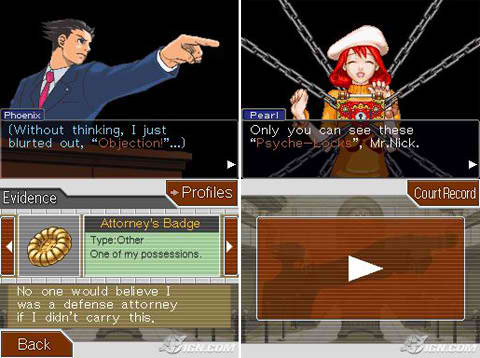 Phoenix
(Without thinking, I just
blurted out, "Objection!"...)
Pearl
Only you can see these
"Psyche-Locks", Mr.Nick.
Evidence
Profiles
Attorney's Badge
Type:Other
One of my possessions.
No one would believe I
was a defense attorney
if I didn't carry this.
Back
IGN.COM
Court Record
IGN.COM